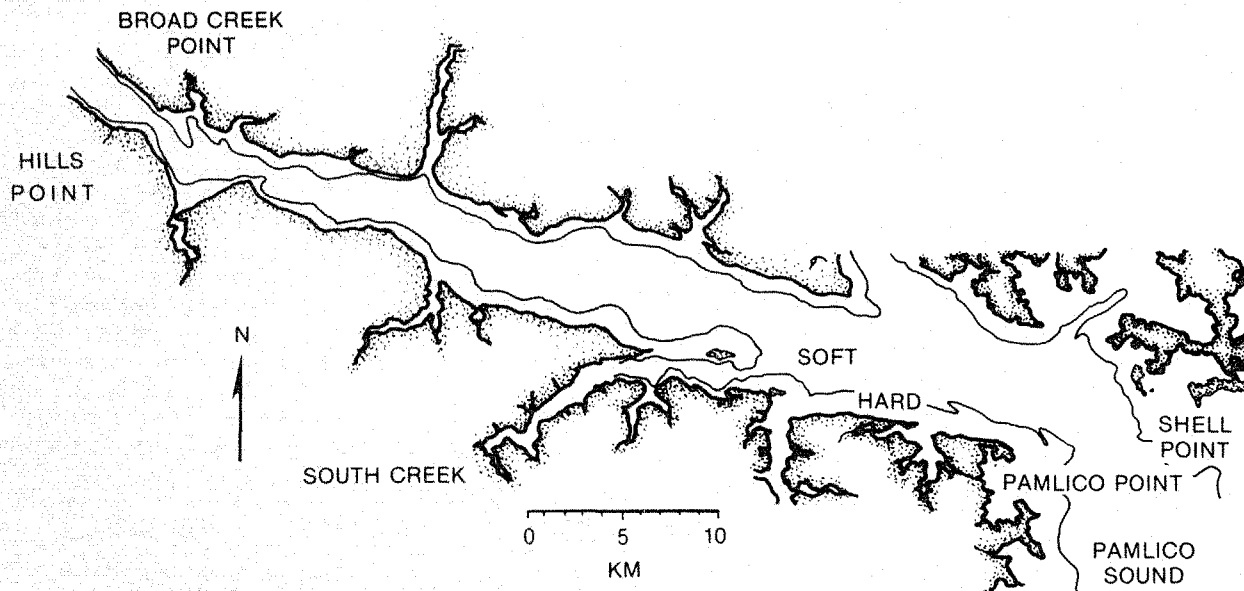 BROAD CREEK
POINT
HILLS
POINT
N
SOFT
HARD
SHELL
POINT
SOUTH CREEK
PAMLICO POINT
0 5 10
KM
PAMLICO
SOUND